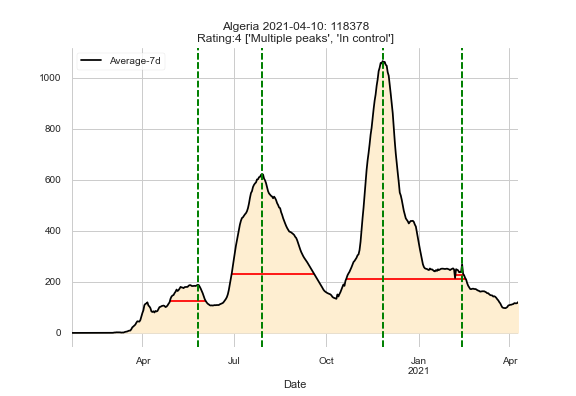 Algeria 2021-04-10: 118378
Rating:4 ['Multiple peaks', 'In control']
Average-7d
1000
800
600
400
200
0
Apr
Jul
Oct
Jan
2021
Apr
Date